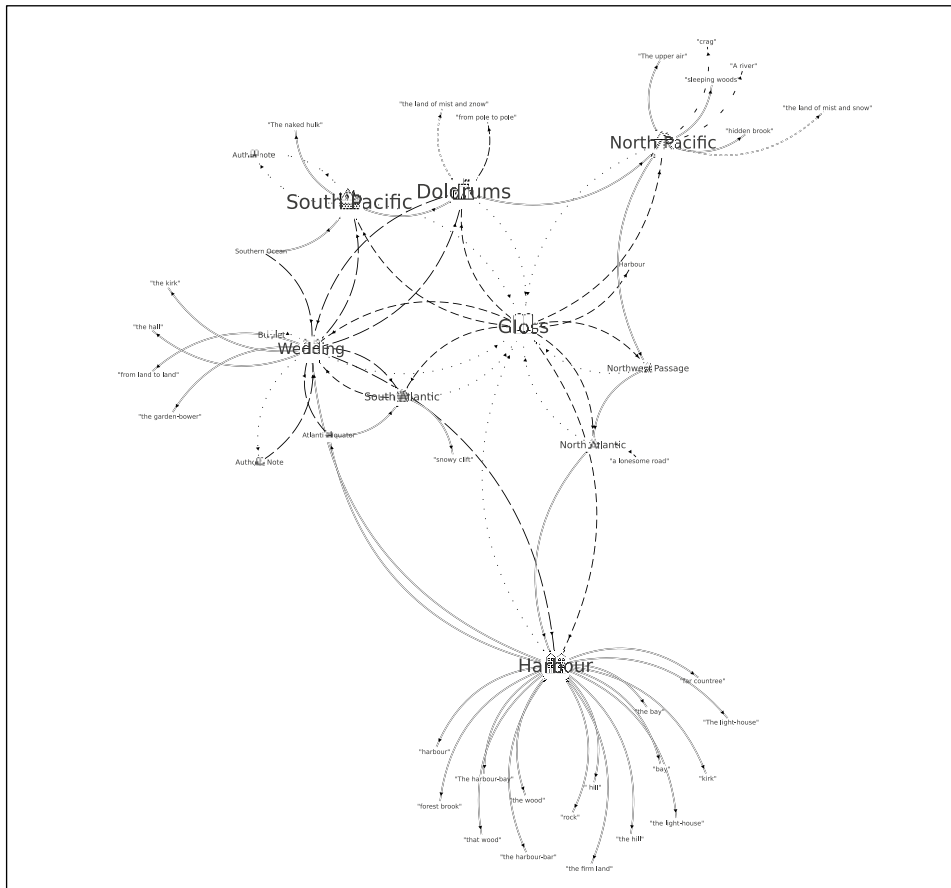 "crag"
"The upper air"
"A river"
"sleeping woods"
"the land of mist and znow"
"the land of mist and snow"
"from pole to pole"
"The naked hulk"
"hidden brook"
North Pacific
Doldrums
South Pacific
Southern Ocean
Harbour
"the kirk"
"the hall"
Gloss
Wedding
Northwest Passage
"from land to land"
South Atlantic
"the garden-bower"
North Atlantic
"snowy clift"
"a lonesome road"
Harbour
"far countree"
"the bay"
"The light-house"
"harbour"
"bay"
"kirk"
"The harbour-bay"
"hill"
"the wood"
"forest brook"
"rock"
"the light-house"
"that wood"
"the hill"
"the harbour-bar"
"the firm land"